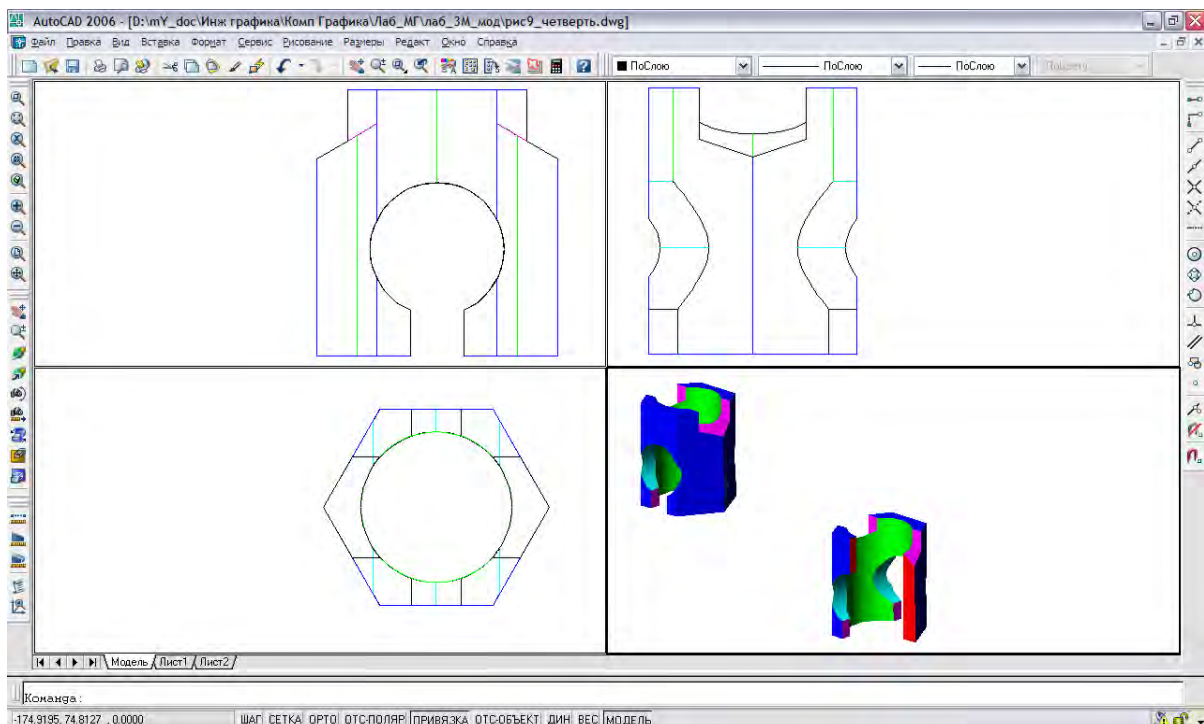 AutoCAD 2006 - [D:\mY_doc\Инж графика\Комп Графика\Лаб_МГ\лаб_3М_мод\рис9_четверть.dwg]
Файл Правка Вид Вставка Формат Сервис Рисование Размеры Редакт Окно Справка
ПоСлою ПоСлою ПоСлою
Модель Лист1 Лист2
Команда:
-174.9195, 74.8127 , 0.0000 ШАГ СЕТКА ОРТО ОТС-ПОЛЯР ПРИВЯЗКА ОТС-ОБЪЕКТ ДИН ВЕС МОДЕЛЬ